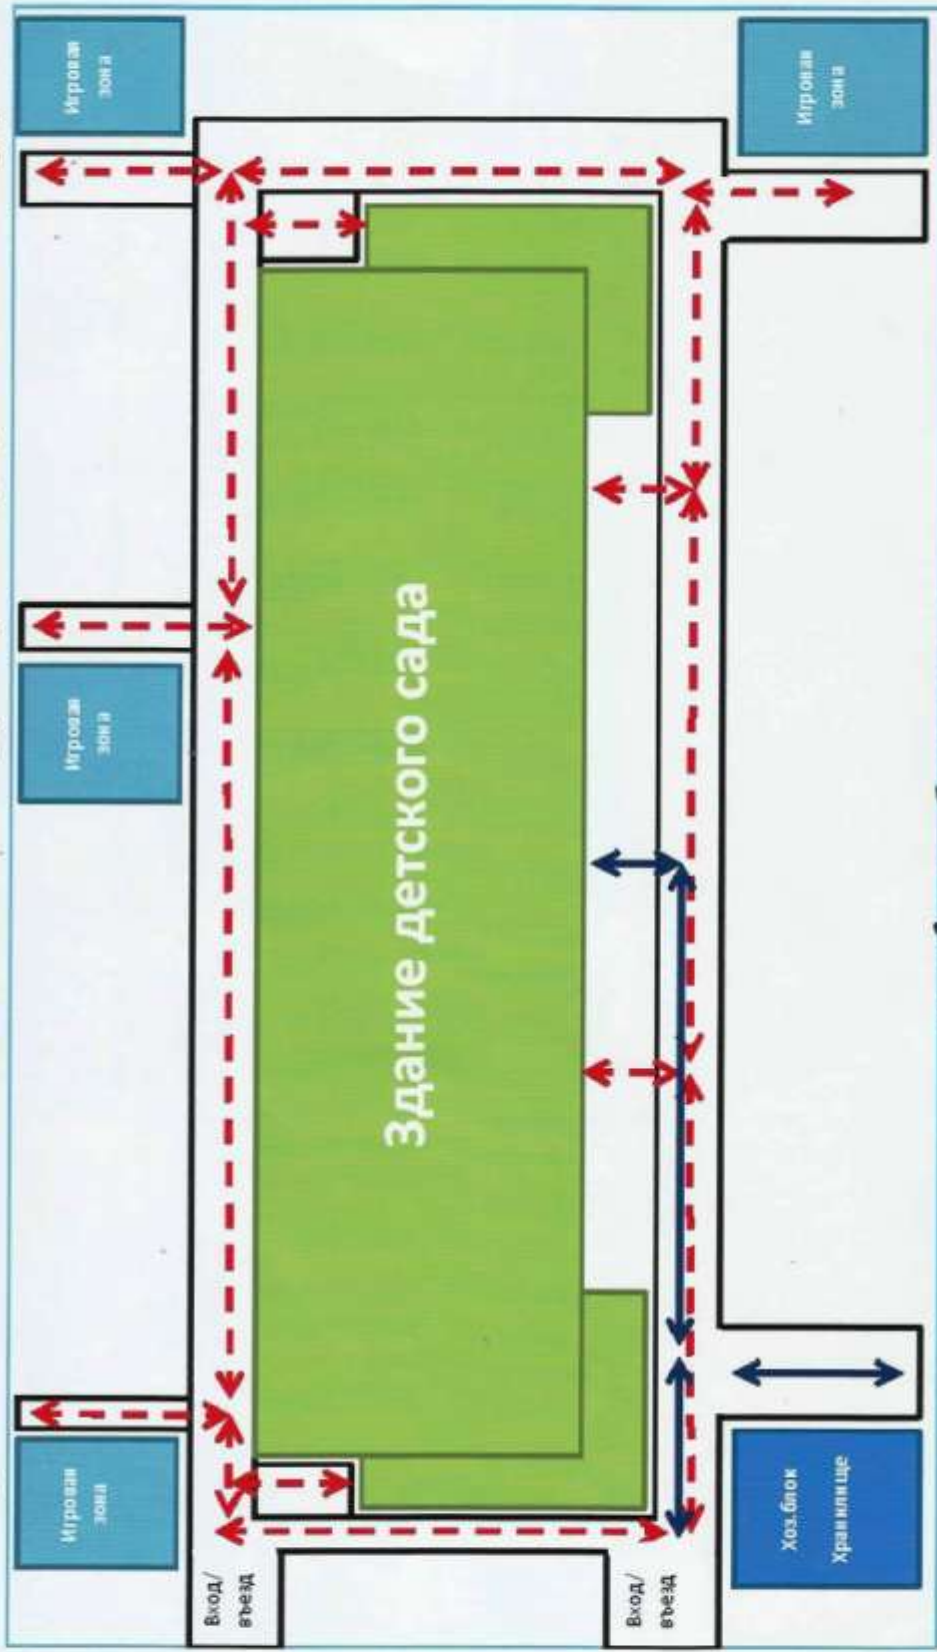 Игровая
зона
Игровая
зона
Игровая
зона
Вход/
въезд
Здание детского сада
Вход/
въезд
Хоз.блок
Хранилище
Игровая
зона